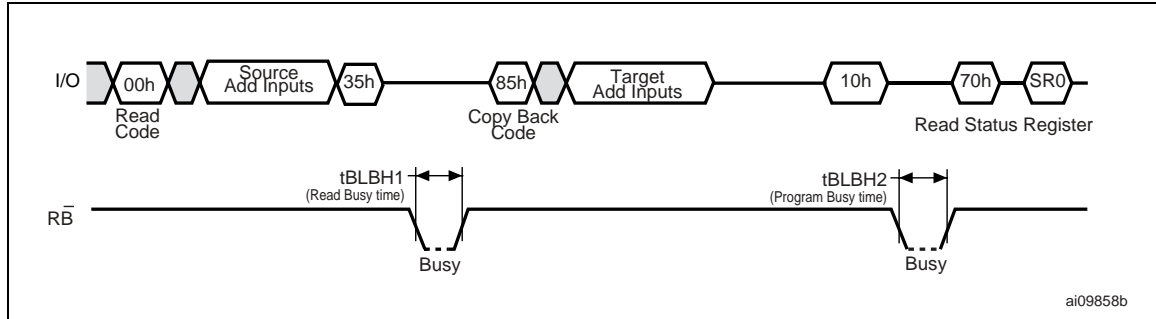 I/O
00h
Source
Add Inputs
35h
85h
Target
Add Inputs
10h
70h
SR0
Read
Code
Copy Back
Code
Read Status Register
tBLBH1
(Read Busy time)
tBLBH2
(Program Busy time)
RB̅
Busy
Busy
ai09858b